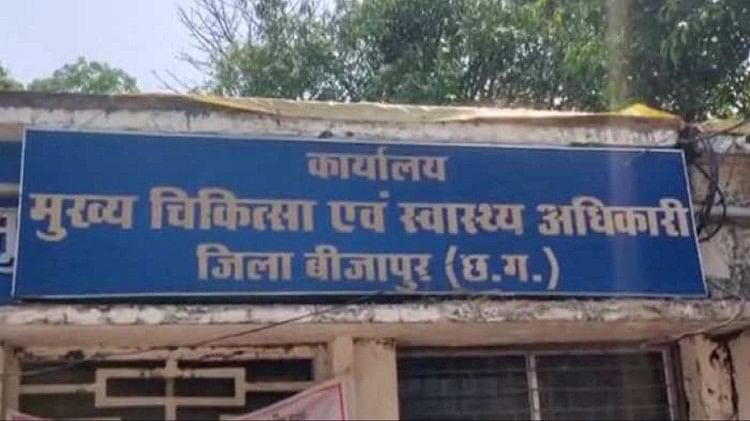 कार्यालय
मुख्य चिकित्सा एवं स्वास्थ्य अधिकारी
जिला बीजापुर (छ.ग.)